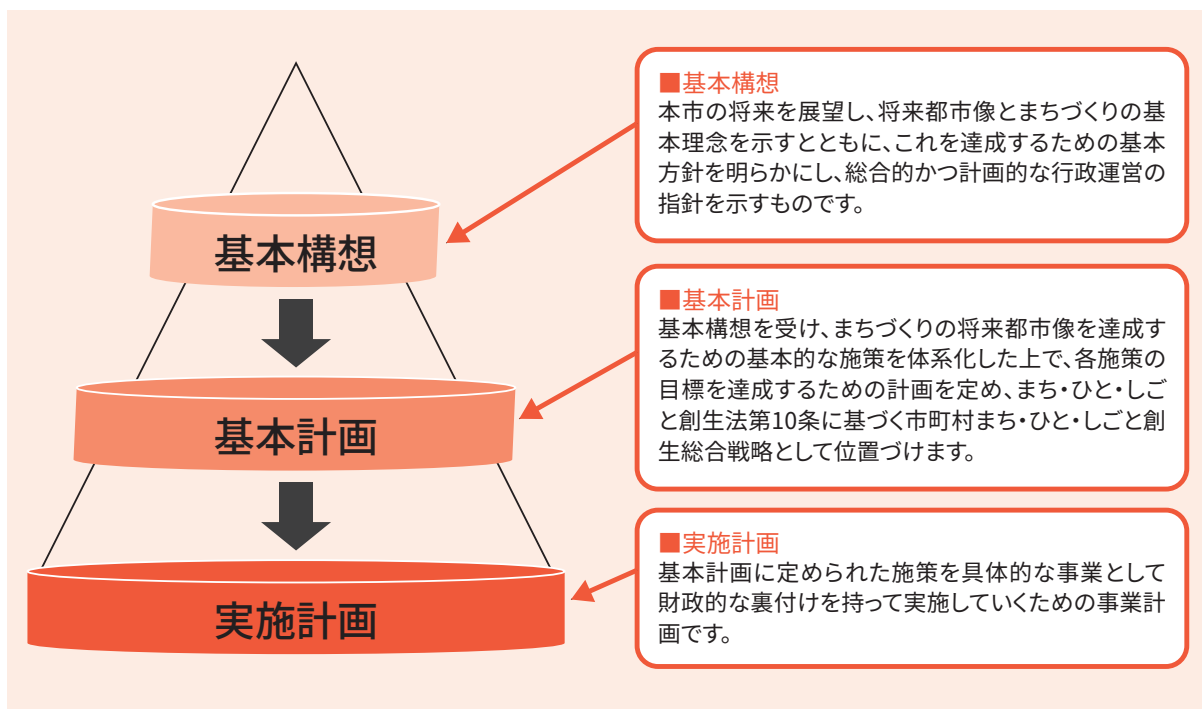 基本構想
基本計画
実施計画
■基本構想
本市の将来を展望し、将来都市像とまちづくりの基
本理念を示すとともに、これを達成するための基本
方針を明らかにし、総合的かつ計画的な行政運営の
指針を示すものです。
■基本計画
基本構想を受け、まちづくりの将来都市像を達成す
るための基本的な施策を体系化した上で、各施策の
目標を達成するための計画を定め、まち・ひと・しご
と創生法第10条に基づく市町村まち・ひと・しごと創
生総合戦略として位置づけます。
■実施計画
基本計画に定められた施策を具体的な事業として
財政的な裏付けを持って実施していくための事業計
画です。